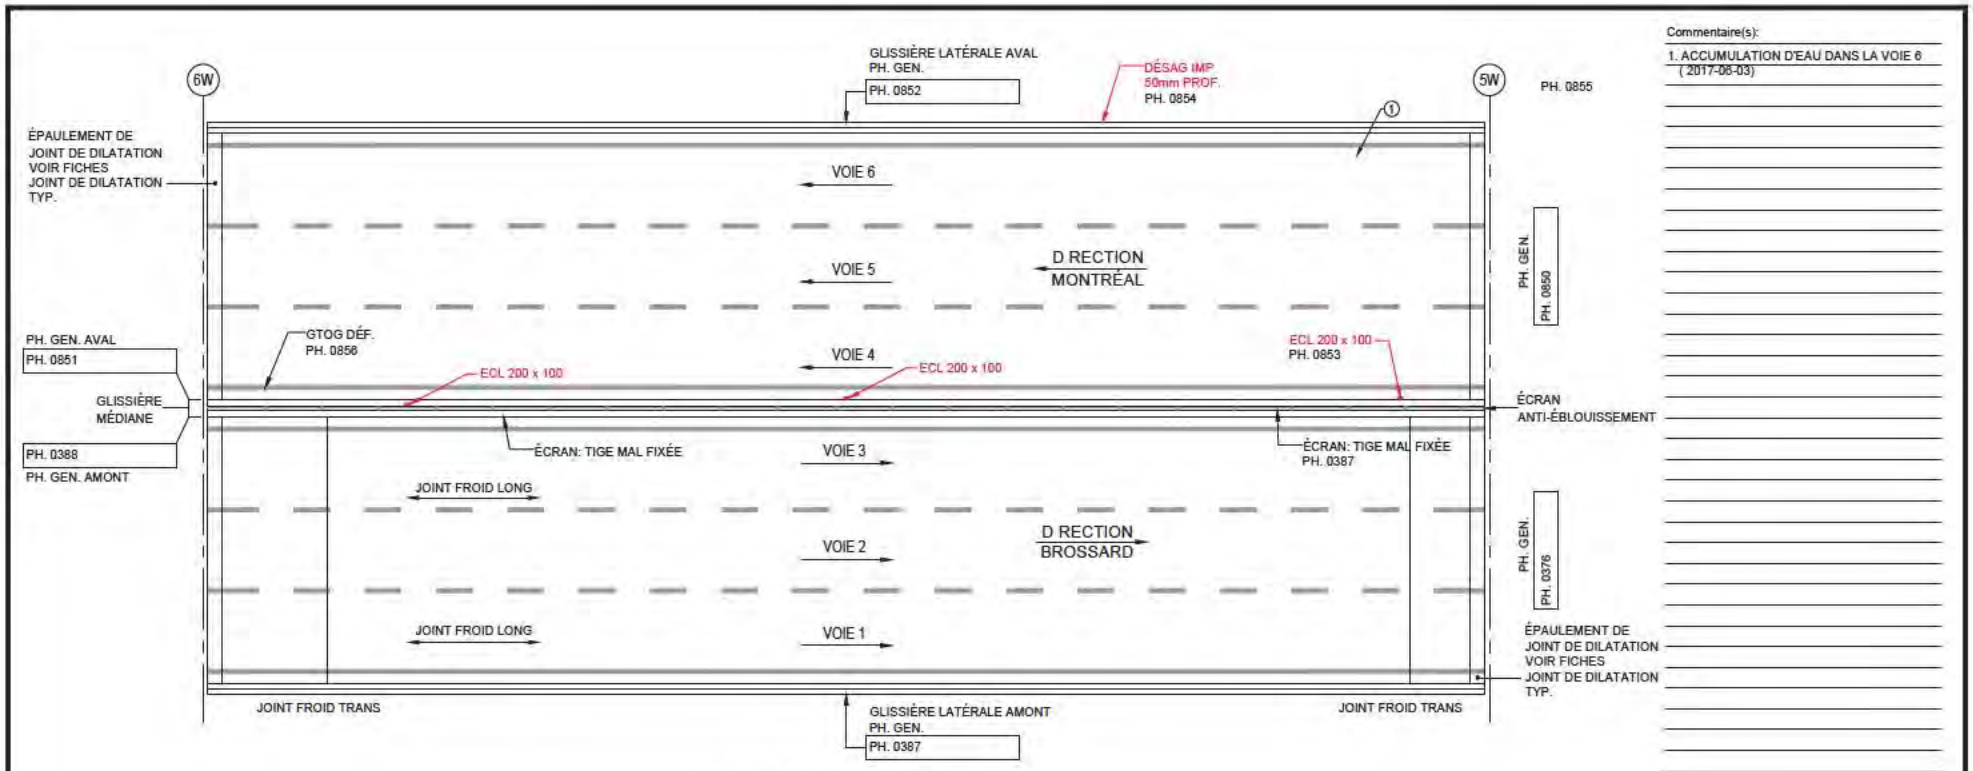 Commentaire(s):
1. ACCUMULATION D'EAU DANS LA VOIE 6
( 2017-06-03)
6W
GLISSIÈRE LATÉRALE AVAL
PH. GEN.
PH. 0852
DÉSAG IMP
50mm PROF.
PH. 0854
5W
PH. 0855
1
ÉPAULEMENT DE
JOINT DE DILATATION
VOIR FICHES
JOINT DE DILATATION
TYP.
VOIE 6
D RECTION
MONTRÉAL
VOIE 5
PH. GEN.
PH. 0850
GTOG DÉF.
PH. 0856
PH. GEN. AVAL
PH. 0851
VOIE 4
ECL 200 x 100
ECL 200 x 100
ECL 200 x 100
PH. 0853
GLISSIÈRE
MÉDIANE
ÉCRAN
ANTI-ÉBLOUISSEMENT
PH. 0388
PH. GEN. AMONT
ÉCRAN: TIGE MAL FIXÉE
VOIE 3
ÉCRAN: TIGE MAL FIXÉE
PH. 0387
JOINT FROID LONG
D RECTION
BROSSARD
VOIE 2
PH. GEN.
PH. 0376
JOINT FROID LONG
VOIE 1
ÉPAULEMENT DE
JOINT DE DILATATION
VOIR FICHES
JOINT DE DILATATION
TYP.
JOINT FROID TRANS
GLISSIÈRE LATÉRALE AMONT
PH. GEN.
PH. 0387
JOINT FROID TRANS